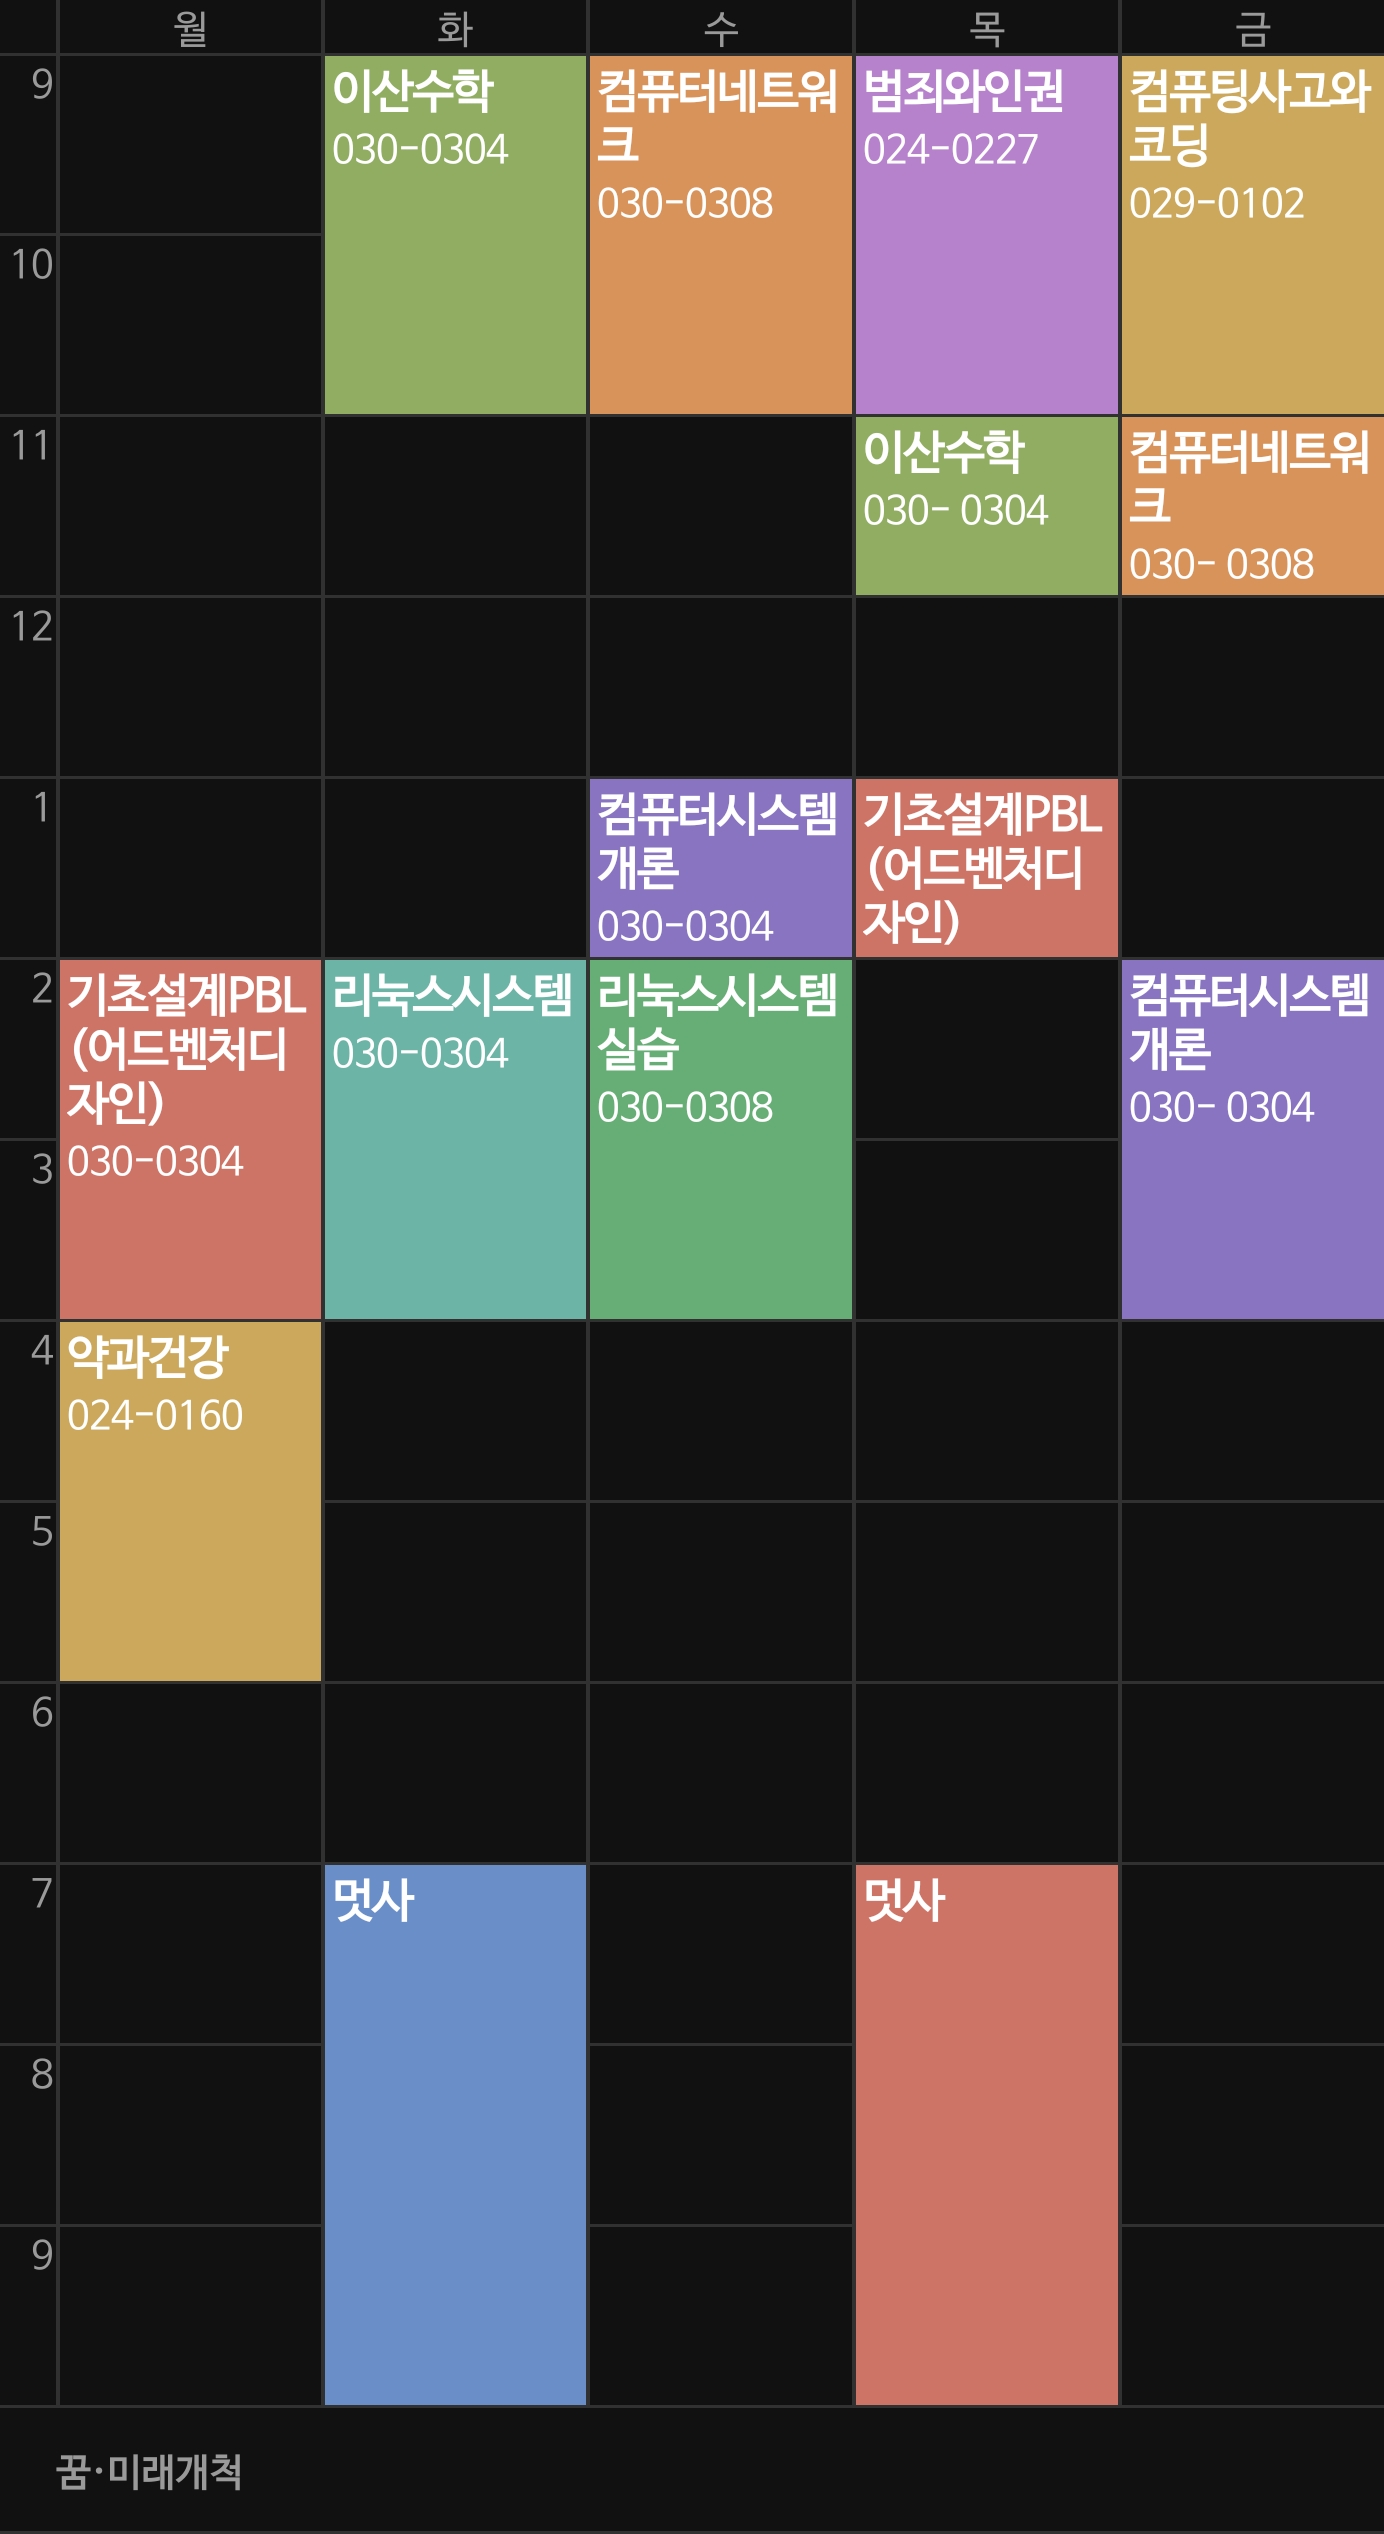 월 화 수 목 금
9
이산수학
030-0304
컴퓨터네트워
크
030-0308
범죄와인권
024-0227
컴퓨팅사고와
코딩
029-0102
10
11
이산수학
030- 0304
컴퓨터네트워
크
030- 0308
12
1
컴퓨터시스템
개론
030-0304
기초설계PBL
(어드벤처디
자인)
2
기초설계PBL
(어드벤처디
자인)
030-0304
리눅스시스템
030-0304
리눅스시스템
실습
030-0308
컴퓨터시스템
개론
030- 0304
3
4
약과건강
024-0160
5
6
7
멋사
멋사
8
9
꿈·미래개척